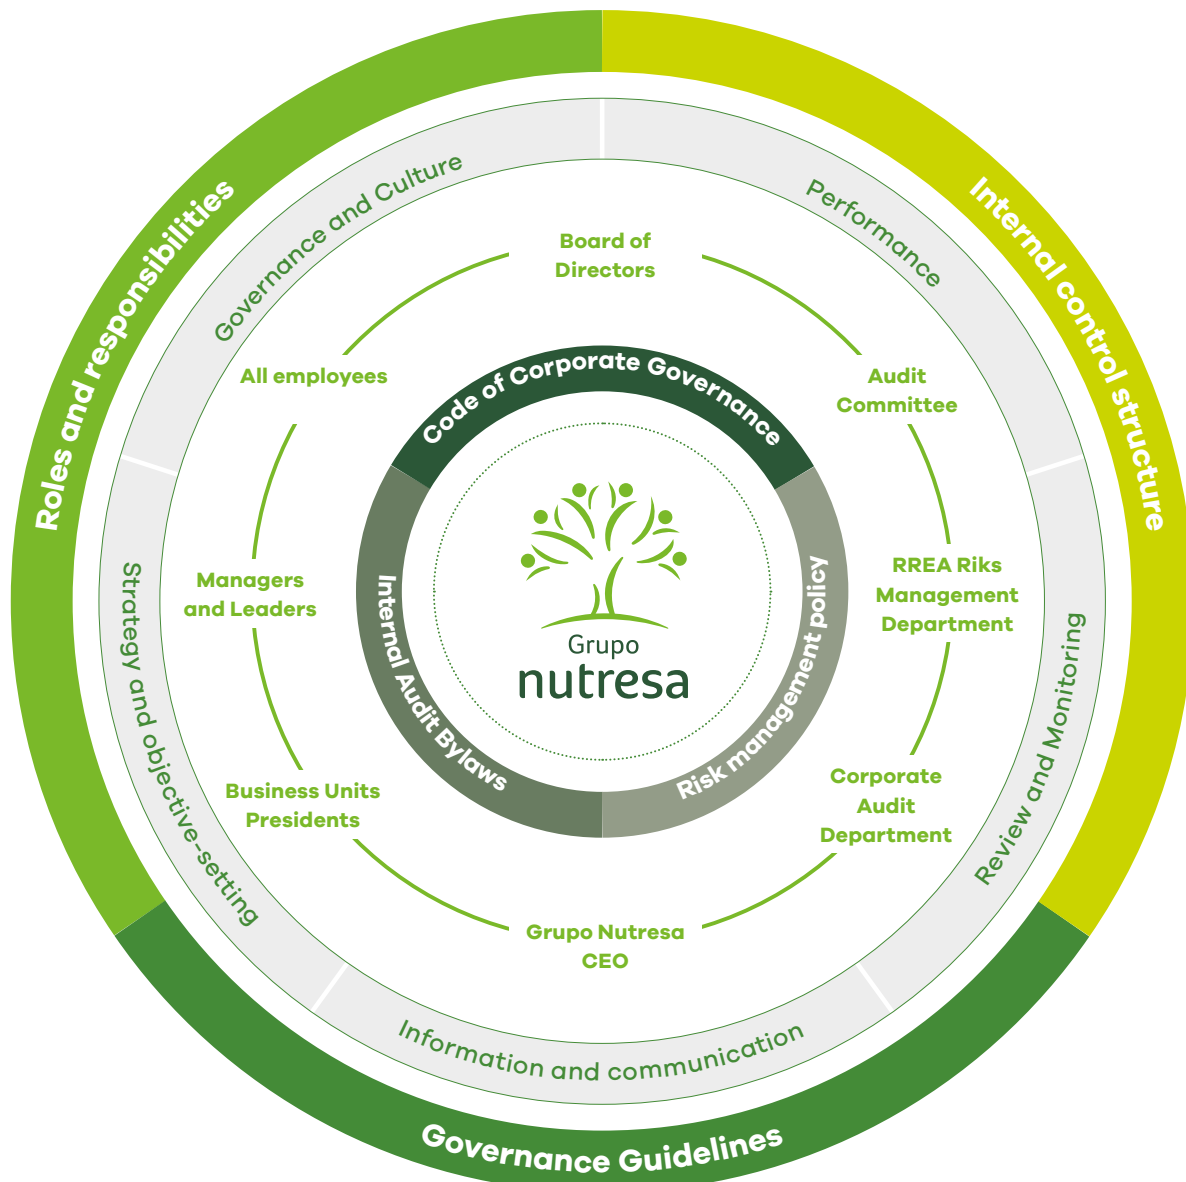 Roles and responsibilities
Internal control structure
Governance Guidelines
Governance and Culture
Performance
Review and Monitoring
Information and communication
Strategy and objective-setting
Board of
Directors
Audit
Committee
RREA Riks
Management
Department
Corporate
Audit
Department
Grupo Nutresa
CEO
Business Units
Presidents
Managers
and Leaders
All employees
Code of Corporate Governance
Risk management policy
Internal Audit Bylaws
Grupo
nutresa